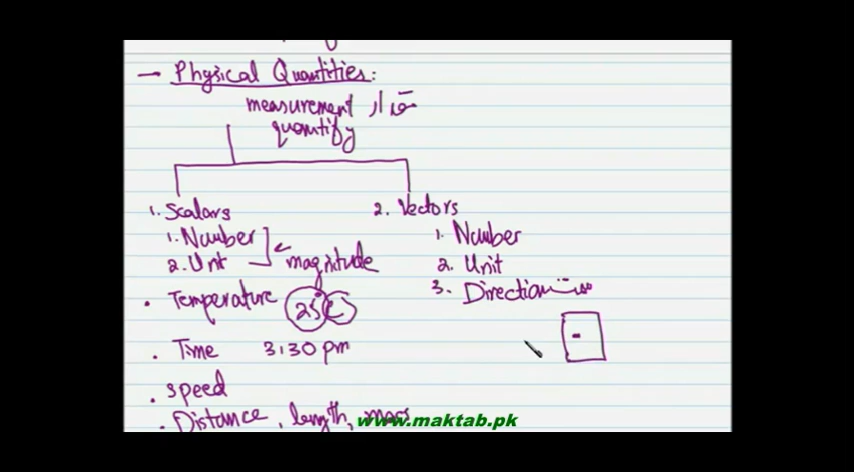 — Physical Quantities:
measurement مقدار
quantify
1. Scalars
2. Vectors
1. Number
2. Unit
magnitude
1. Number
2. Unit
3. Direction
• Temperature 25°C
• Time 3:30 pm
• Speed
• Distance, length, mass
www.maktab.pk